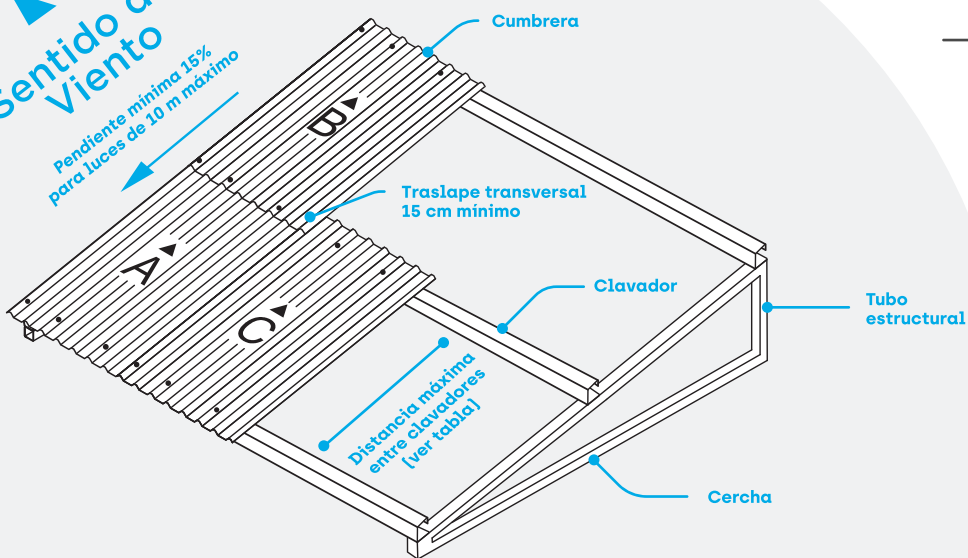 Sentido
Viento
Pendiente mínima 15%
para luces de 10 m máximo
Cumbrera
B
Traslape transversal
15 cm mínimo
A
C
Clavador
Tubo
estructural
Distancia máxima
entre clavadores
(ver tabla)
Cercha